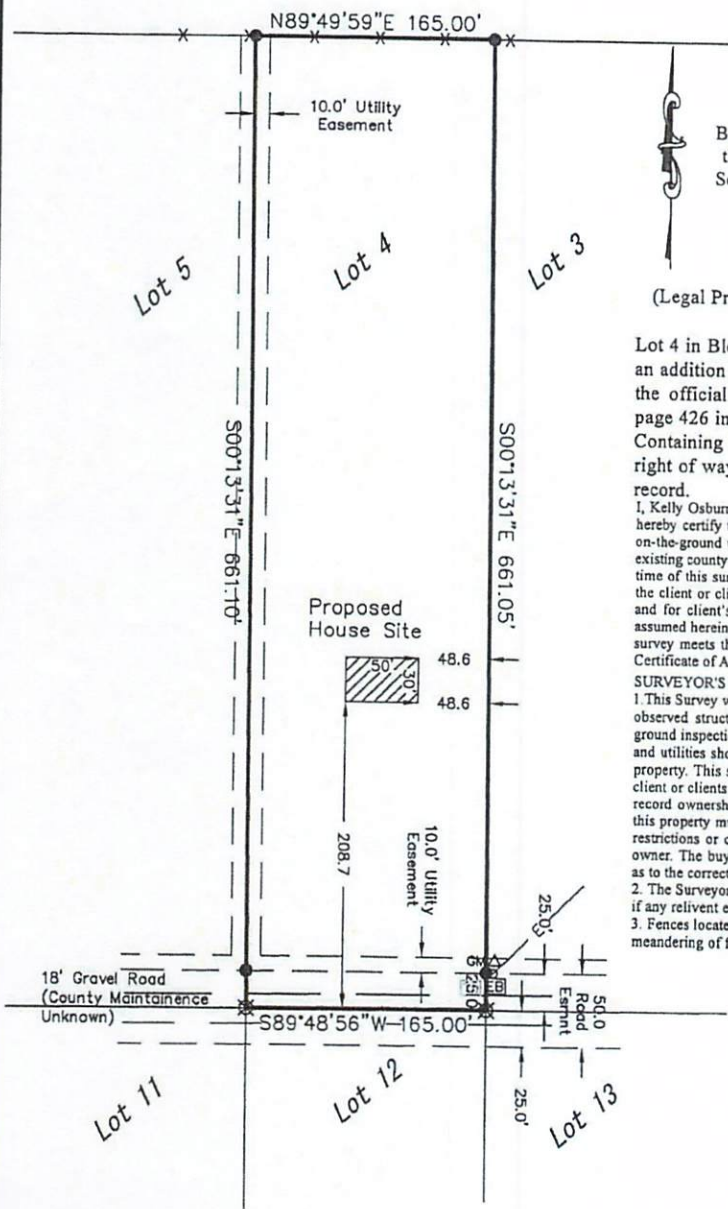 N89°49'59"E 165.00'
10.0' Utility
Easement
B
t
S
Lot 5
Lot 4
Lot 3
(Legal Pr
Lot 4 in Bl
an addition
the official
page 426 in
Containing
right of way
record.
I, Kelly Osburn
hereby certify
on-the-ground
existing county
time of this su
the client or cli
and for client's
assumed herein
survey meets th
Certificate of A
SURVEYOR'S
1.This Survey v
observed struct
ground inspecti
and utilities sho
property. This s
client or clients
record ownersh
this property m
restrictions or c
owner. The buy
as to the correct
2. The Surveyor
if any relivent e
3. Fences locate
meandering of f
S00°13'31"E 661.10'
S00°13'31"E 661.05'
Proposed
House Site
50'
30'
48.6
48.6
208.7
10.0' Utility
Easement
25.0'
E
GM
EB
25.0
50.0
Road
Esmnt
18' Gravel Road
(County Maintainence
Unknown)
S89°48'56"W 165.00'
25.0'
Lot 11
Lot 12
Lot 13